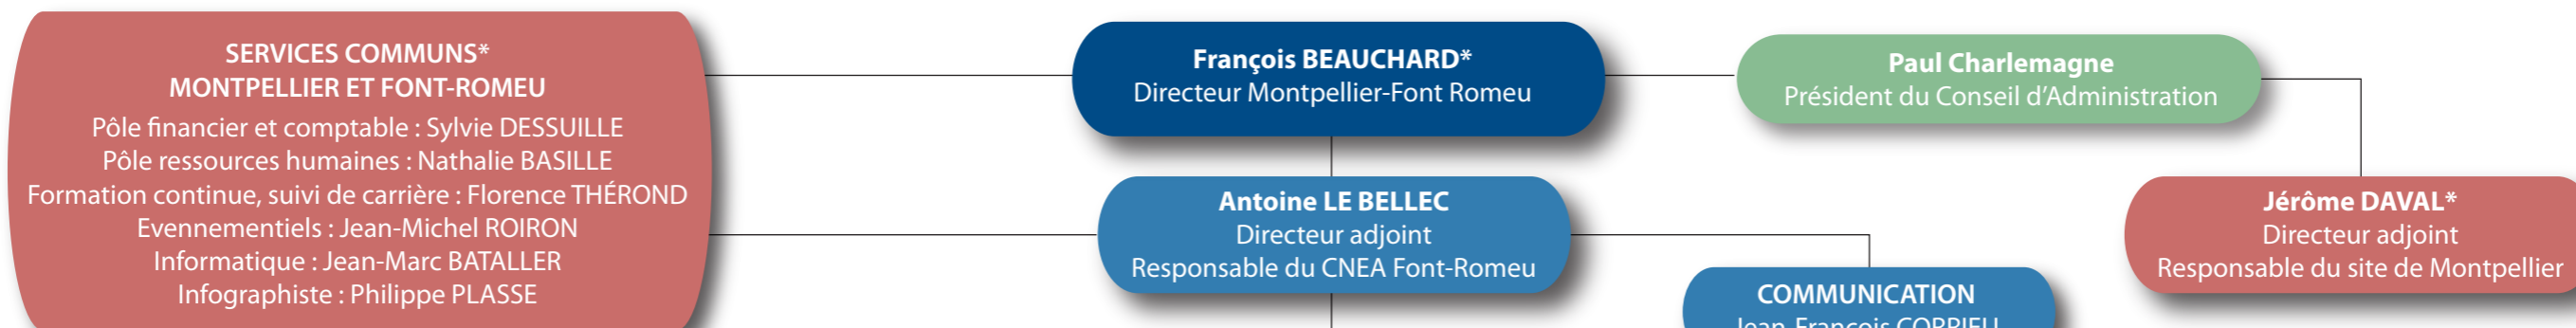 SERVICES COMMUNS*
MONTPELLIER ET FONT-ROMEU
Pôle financier et comptable : Sylvie DESSUILLE
Pôle ressources humaines : Nathalie BASILLE
Formation continue, suivi de carrière : Florence THÉROND
Evennementiels : Jean-Michel ROIRON
Informatique : Jean-Marc BATALLER
Infographiste : Philippe PLASSE
François BEAUCHARD*
Directeur Montpellier-Font Romeu
Paul Charlemagne
Président du Conseil d'Administration
Antoine LE BELLEC
Directeur adjoint
Responsable du CNEA Font-Romeu
Jérôme DAVAL*
Directeur adjoint
Responsable du site de Montpellier
COMMUNICATION
Jean-François